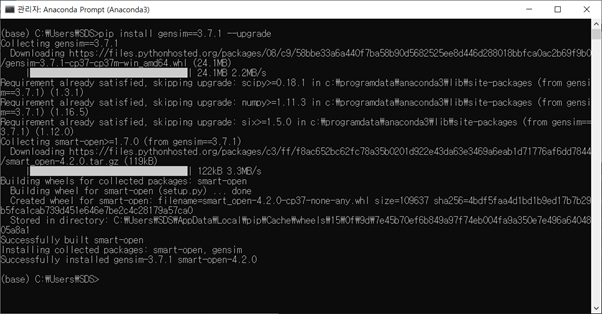 관리자: Anaconda Prompt (Anaconda3)
(base) C:₩Users₩SDS>pip install gensim==3.7.1 --upgrade
Collecting gensim==3.7.1
Downloading https://files.pythonhosted.org/packages/08/c9/58bbe33a6a440f7ba58b90d5682525ee8d446d288018bbfca0ac2b69f9b0
/gensim-3.7.1-cp37-cp37m-win_amd64.whl (24.1MB)
| 24.1MB 2.2MB/s
Requirement already satisfied, skipping upgrade: scipy>=0.18.1 in c:₩programdata₩anaconda3₩lib₩site-packages (from gensi
m==3.7.1) (1.3.1)
Requirement already satisfied, skipping upgrade: numpy>=1.11.3 in c:₩programdata₩anaconda3₩lib₩site-packages (from gensi
m==3.7.1) (1.16.5)
Requirement already satisfied, skipping upgrade: six>=1.5.0 in c:₩programdata₩anaconda3₩lib₩site-packages (from gensim==
3.7.1) (1.12.0)
Collecting smart-open>=1.7.0 (from gensim==3.7.1)
Downloading https://files.pythonhosted.org/packages/c3/ff/f8ac652bc62fc78a35b0201d922e43da63e3469a6eab1d71776af6dd7844
/smart_open-4.2.0.tar.gz (119kB)
| 122kB 3.3MB/s
Building wheels for collected packages: smart-open
Building wheel for smart-open (setup.py) ... done
Created wheel for smart-open: filename=smart_open-4.2.0-cp37-none-any.whl size=109637 sha256=4bdf5faa4d1bd1b9ed17b7b29
b5fca1cab739d451e646e7be2c4c28179a57ca0
Stored in directory: C:₩Users₩SDS₩AppData₩Local₩pip₩Cache₩wheels₩15₩0f₩9d₩7e45b70ef6b849a97f74eb004fa9a350e7e496a64048
05a8a1
Successfully built smart-open
Installing collected packages: smart-open, gensim
Successfully installed gensim-3.7.1 smart-open-4.2.0
(base) C:₩Users₩SDS>